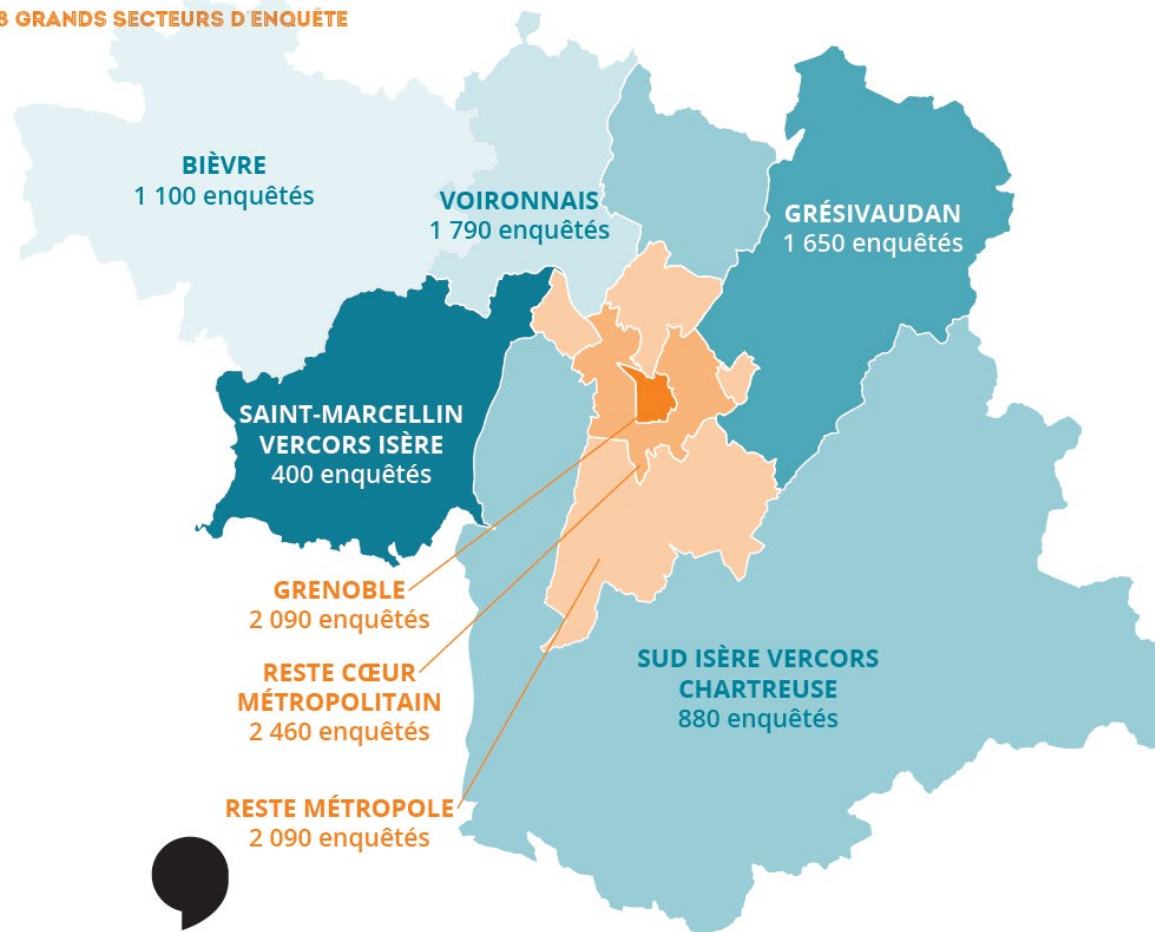 8 GRANDS SECTEURS D'ENQUÊTE
BIÈVRE
1 100 enquêtés
VOIRONNAIS
1 790 enquêtés
GRÉSIVAUDAN
1 650 enquêtés
SAINT-MARCELLIN
VERCORS ISÈRE
400 enquêtés
GRENOBLE
2 090 enquêtés
RESTE CŒUR
MÉTROPOLITAIN
2 460 enquêtés
RESTE MÉTROPOLE
2 090 enquêtés
SUD ISÈRE VERCORS
CHARTREUSE
880 enquêtés